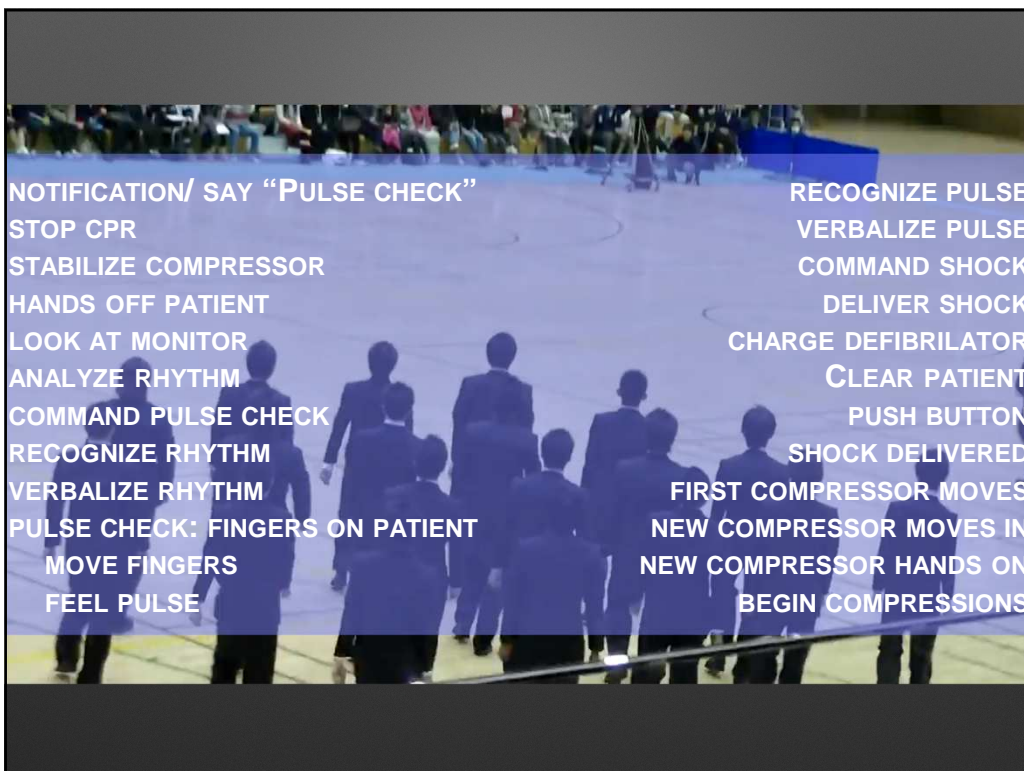 NOTIFICATION/ SAY “PULSE CHECK”
STOP CPR
STABILIZE COMPRESSOR
HANDS OFF PATIENT
LOOK AT MONITOR
ANALYZE RHYTHM
COMMAND PULSE CHECK
RECOGNIZE RHYTHM
VERBALIZE RHYTHM
PULSE CHECK: FINGERS ON PATIENT
MOVE FINGERS
FEEL PULSE
RECOGNIZE PULSE
VERBALIZE PULSE
COMMAND SHOCK
DELIVER SHOCK
CHARGE DEFIBRILATOR
CLEAR PATIENT
PUSH BUTTON
SHOCK DELIVERED
FIRST COMPRESSOR MOVES
NEW COMPRESSOR MOVES IN
NEW COMPRESSOR HANDS ON
BEGIN COMPRESSIONS